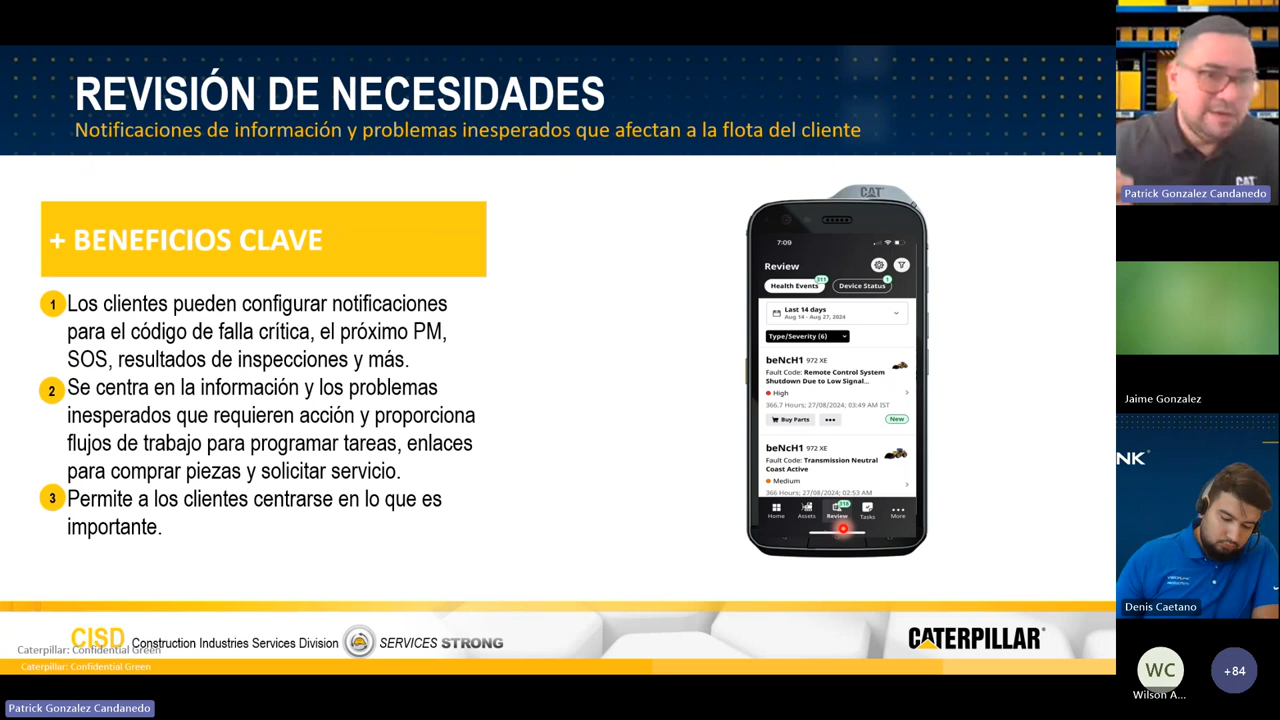 REVISIÓN DE NECESIDADES
Notificaciones de información y problemas inesperados que afectan a la flota del cliente
+ BENEFICIOS CLAVE
1 Los clientes pueden configurar notificaciones
para el codigo de falla crítica, el próximo PM,
SOS, resultados de inspecciones y más.
2 Se centra en la información y los problemas
inesperados que requieren acción y proporciona
flujos de trabajo para programar tareas, enlaces
para comprar piezas y solicitar servicio.
3 Permite a los clientes centrarse en lo que es
importante.
CAT
7:09
Review
Health Events 311
Device Status 1
Last 14 days
Aug 14 - Aug 27, 2024
Type/Severity (6)
beNcH1 972 XE
Fault Code: Remote Control System
Shutdown Due to Low Signal...
High
366.7 Hours; 27/08/2024, 03:49 AM IST
Buy Parts
New
beNcH1 972 XE
Fault Code: Transmission Neutral
Coast Active
Medium
366 Hours; 27/08/2024, 02:53 AM
Home Assets Review Tasks More
CISD Construction Industries Services Division SERVICES STRONG
CATERPILLAR®
Caterpillar: Confidential Green
Caterpillar: Confidential Green
Patrick Gonzalez Candanedo
CAT
Patrick Gonzalez Candanedo
Jaime Gonzalez
NK
Denis Caetano
WC
Wilson A...
+84